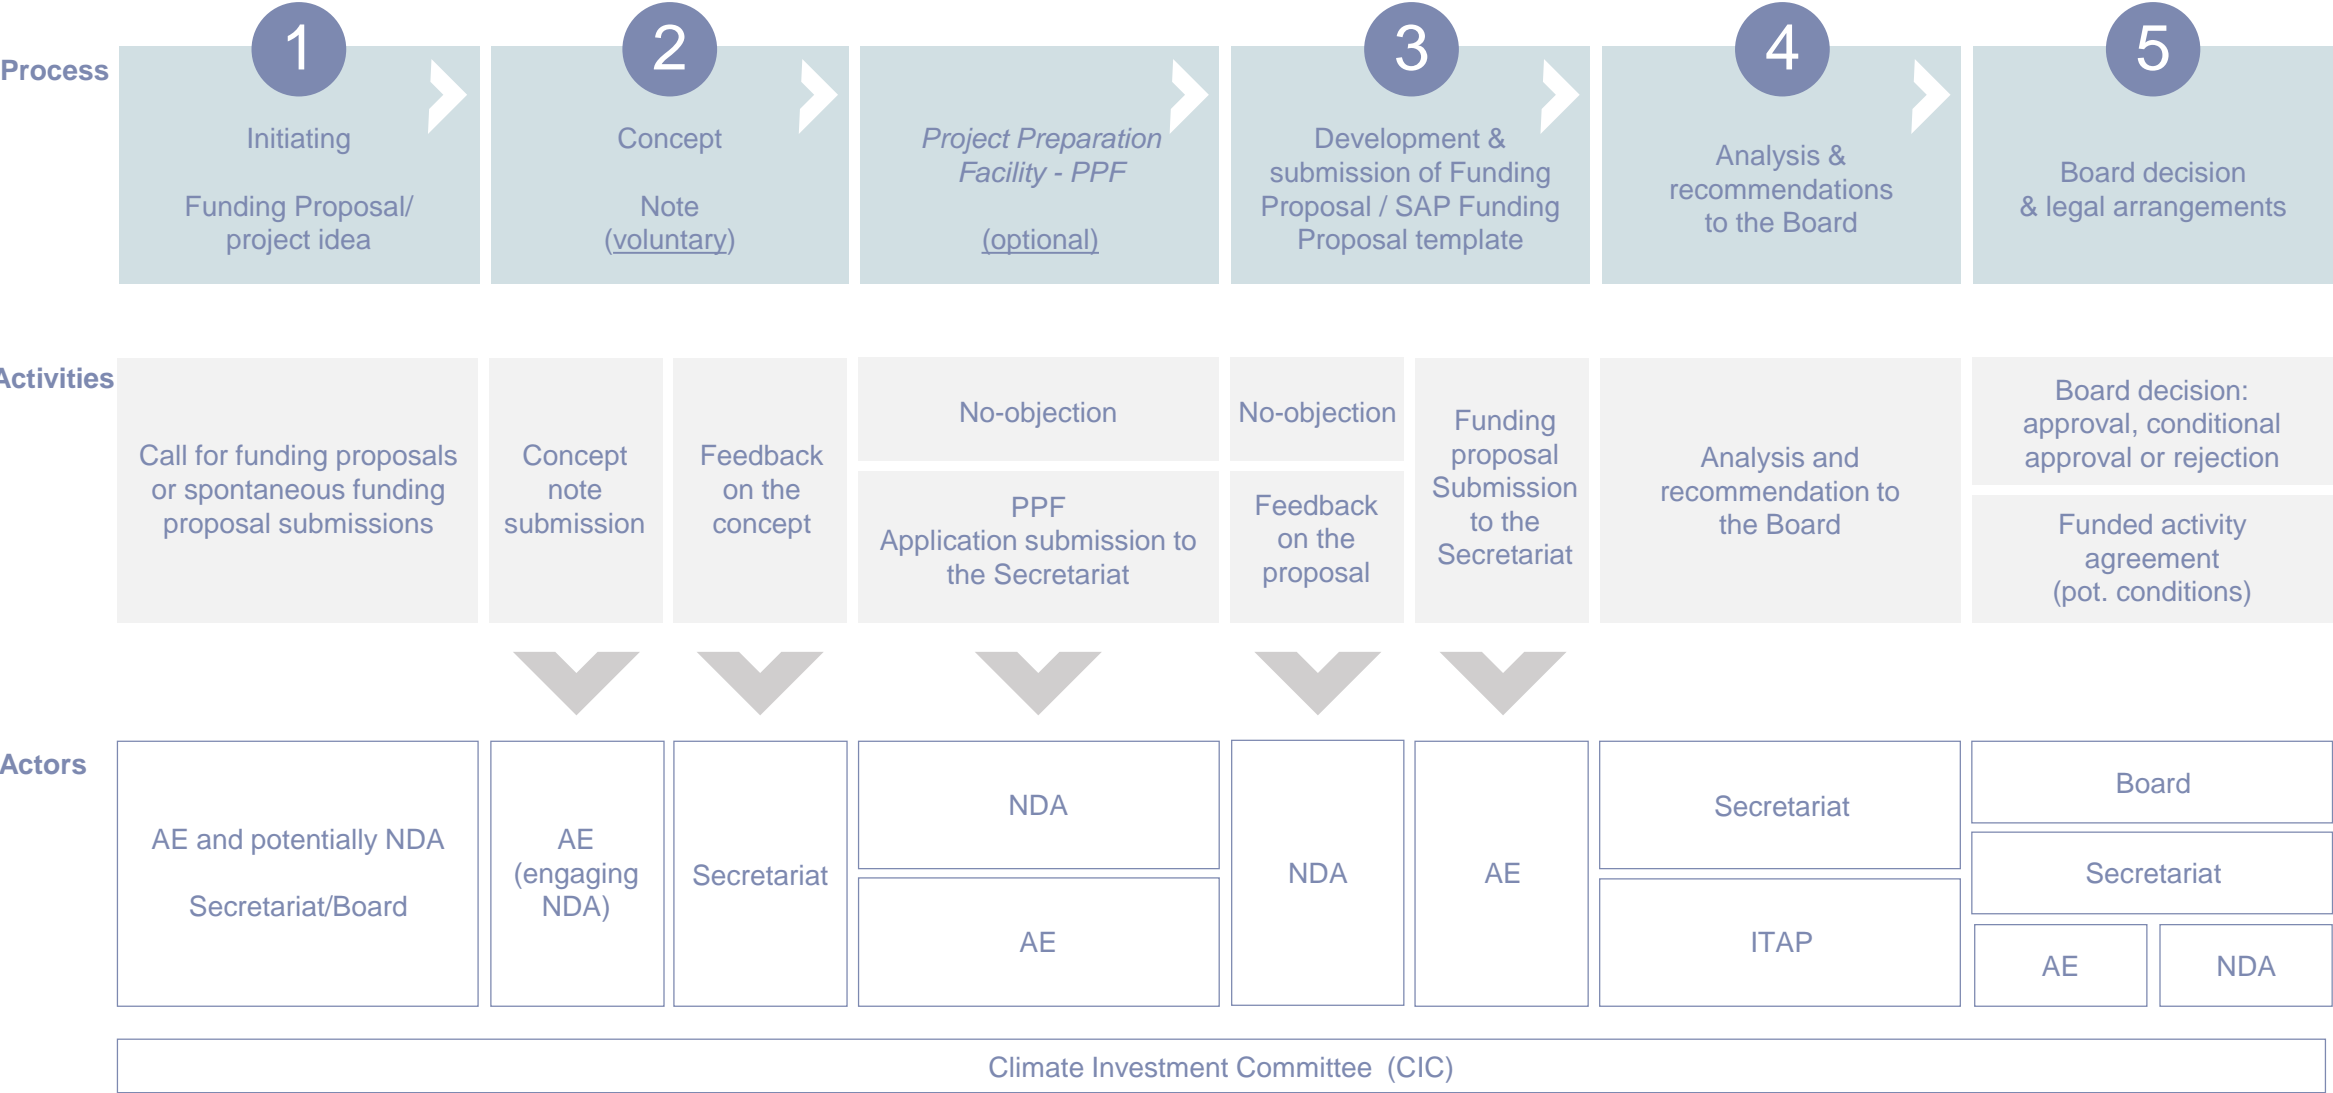 Process
1
Initiating
Funding Proposal/
project idea
2
Concept
Note
(voluntary)
Project Preparation
Facility - PPF
(optional)
3
Development &
submission of Funding
Proposal / SAP Funding
Proposal template
4
Analysis &
recommendations
to the Board
5
Board decision
& legal arrangements
Activities
Call for funding proposals
or spontaneous funding
proposal submissions
Concept
note
submission
Feedback
on the
concept
No-objection
PPF
Application submission to
the Secretariat
No-objection
Feedback
on the
proposal
Funding
proposal
Submission
to the
Secretariat
Analysis and
recommendation to
the Board
Board decision:
approval, conditional
approval or rejection
Funded activity
agreement
(pot. conditions)
Actors
AE and potentially NDA
Secretariat/Board
AE
(engaging
NDA)
Secretariat
NDA
AE
NDA
AE
Secretariat
ITAP
Board
Secretariat
AE
NDA
Climate Investment Committee (CIC)